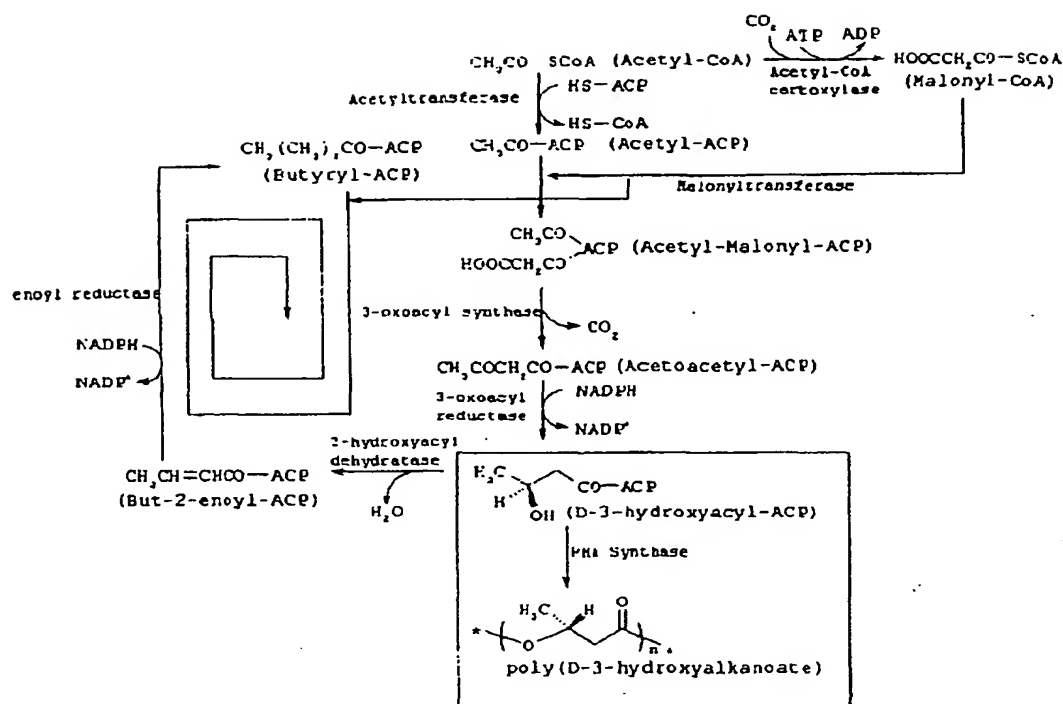 CO₂
ATP
ADP
CH₃CO SCoA (Acetyl-CoA)
Acetyl-CoA
carboxylase
HOOCCH₂CO—SCoA
(Malonyl-CoA)
Acetyltransferase
HS—ACP
HS—CoA
CH₃CO—ACP (Acetyl-ACP)
CH₃(CH₂)₂CO—ACP
(Butyryl-ACP)
Malonyltransferase
CH₃CO
HOOCCH₂CO
ACP (Acetyl-Malonyl-ACP)
enoyl reductase
3-oxoacyl synthase
CO₂
NADPH
NADP⁺
CH₃COCH₂CO—ACP (Acetoacetyl-ACP)
3-oxoacyl
reductase
NADPH
NADP⁺
3-hydroxyacyl
dehydratase
H₂O
CH₃CH=CHCO—ACP
(But-2-enoyl-ACP)
H₃C
H
OH
CO—ACP
(D-3-hydroxyacyl-ACP)
PHA Synthase
H₃C
H
O
*
O
n
*
poly(D-3-hydroxyalkanoate)